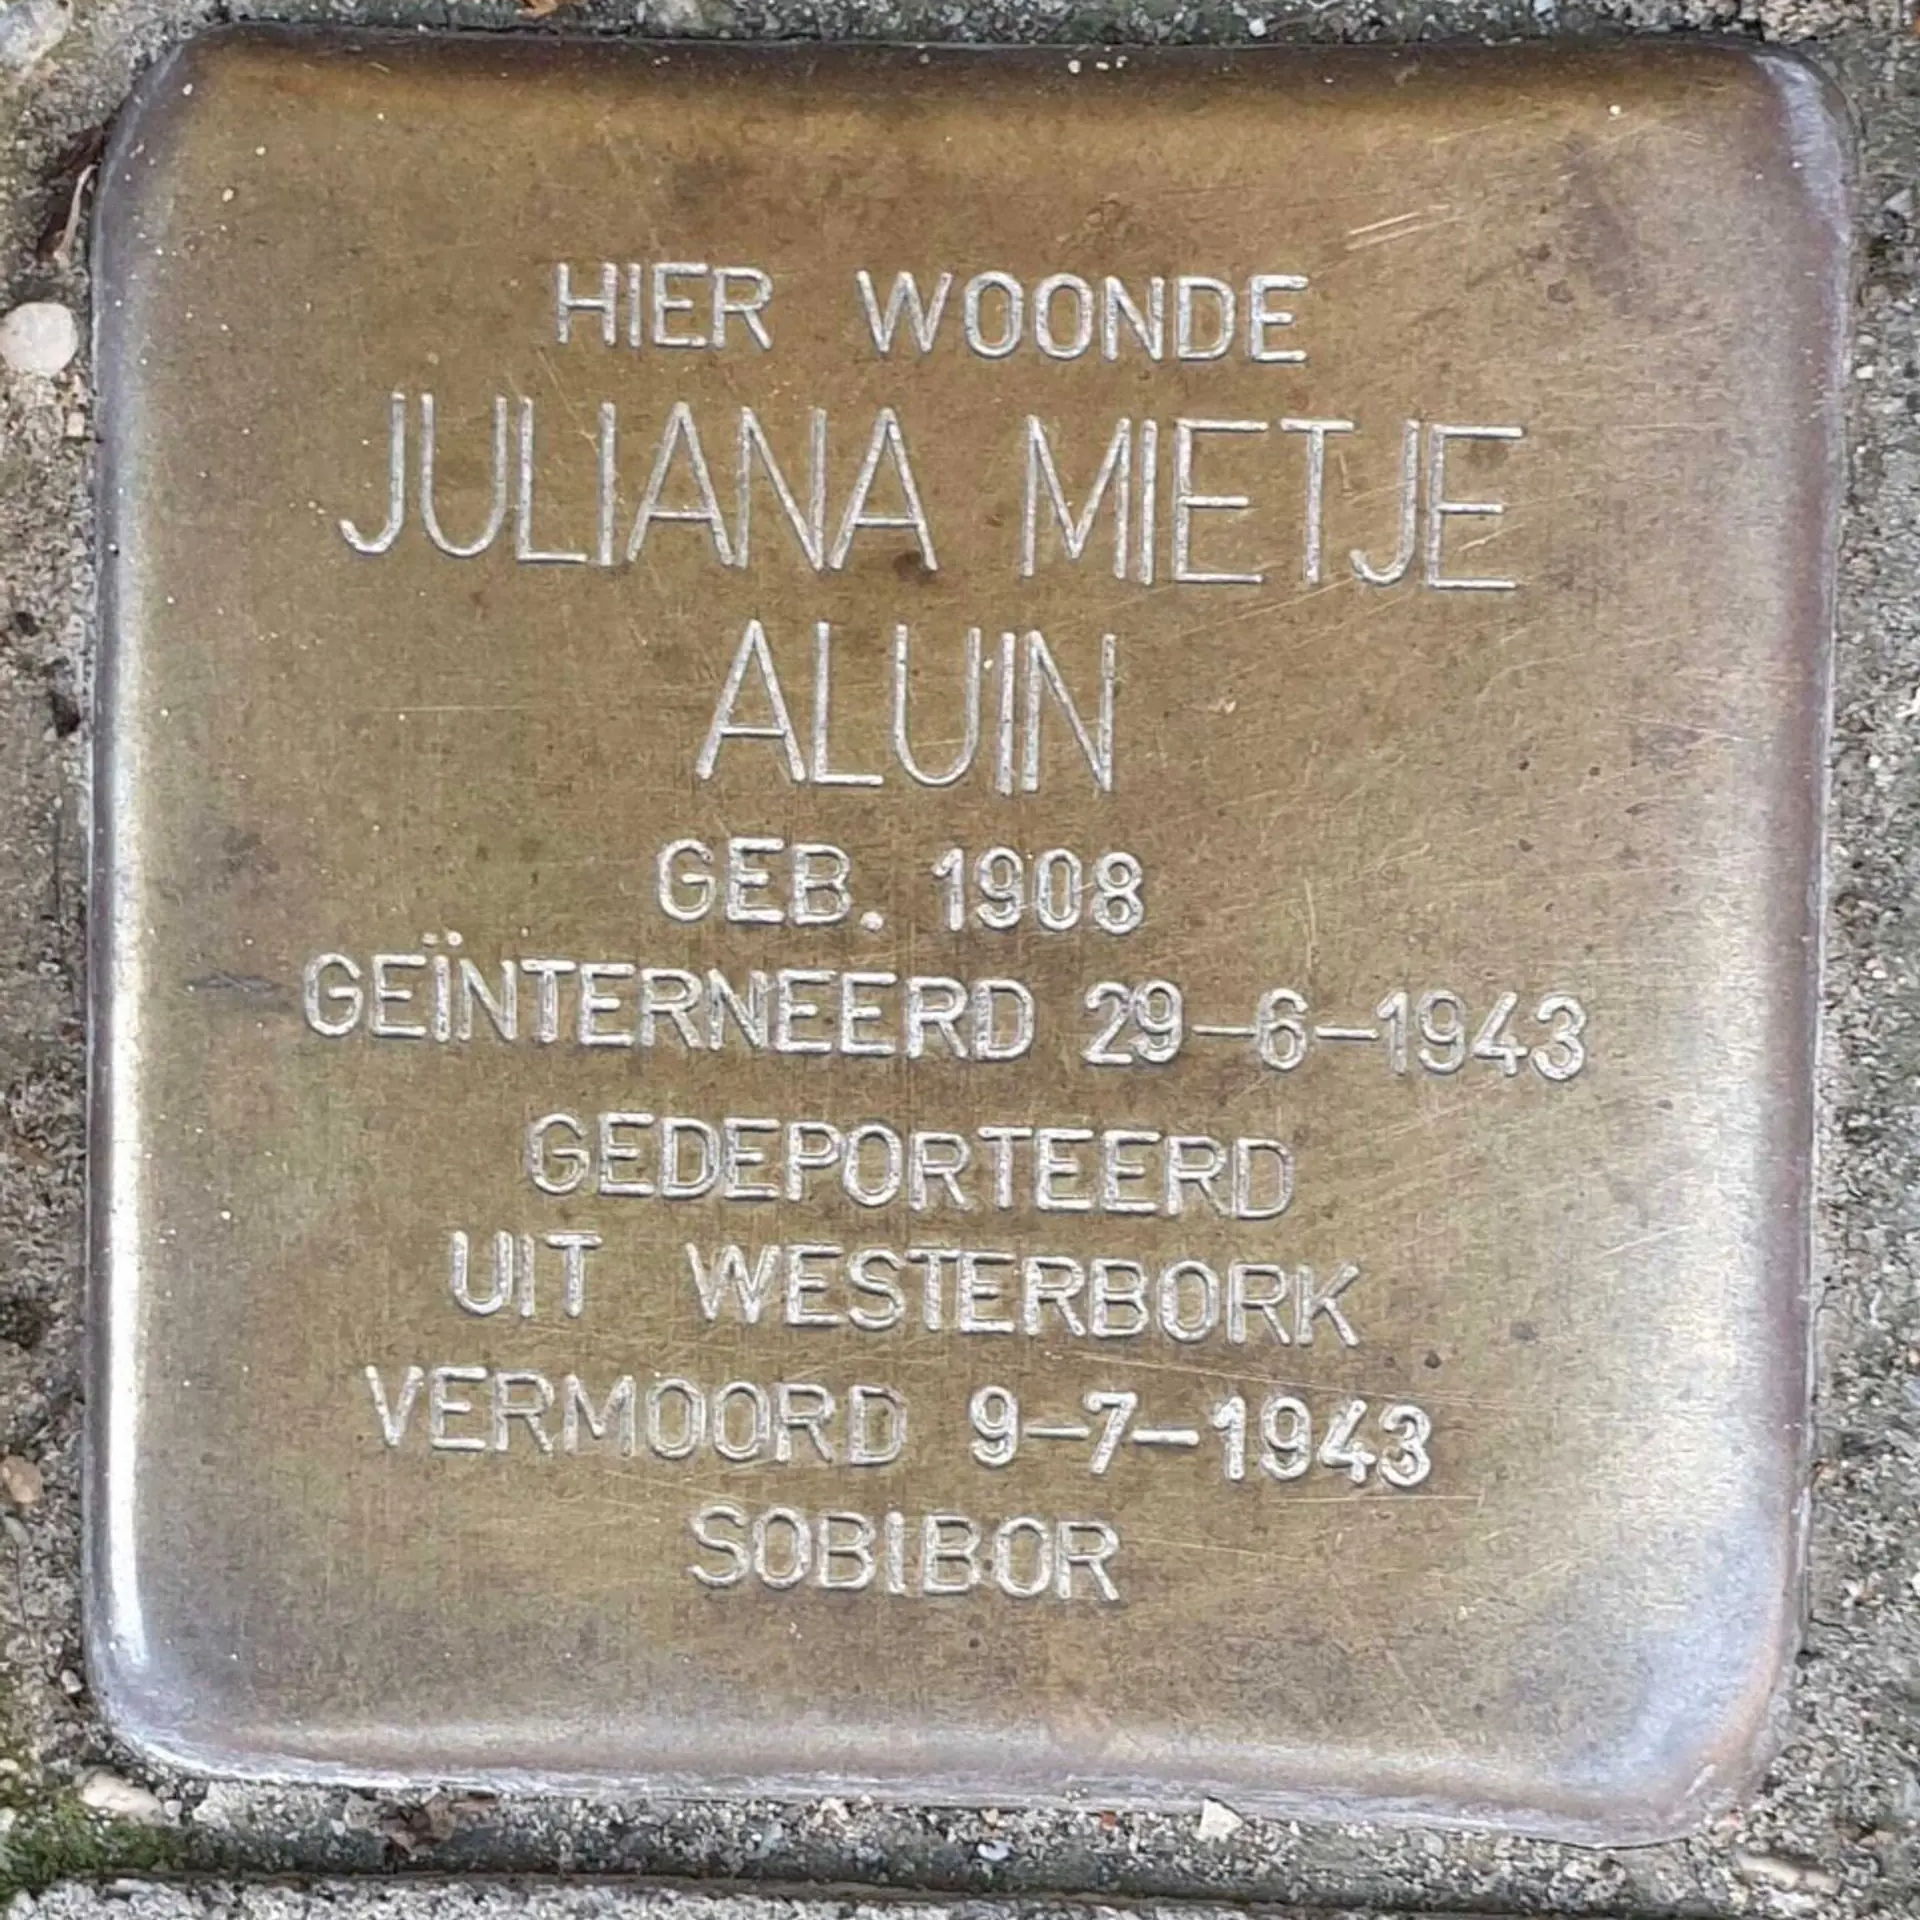 HIER WOONDE
JULIANA MIETJE
ALUIN
GEB. 1908
GEÏNTERNEERD 29-6-1943
GEDEPORTEERD
UIT WESTERBORK
VERMOORD 9-7-1943
SOBIBOR